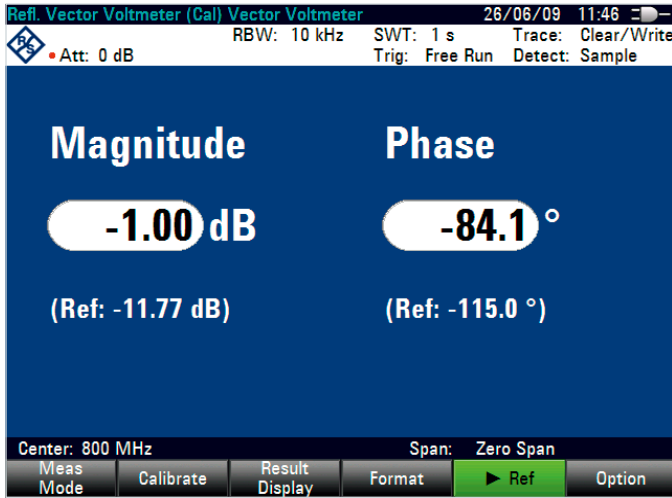 Refl. Vector Voltmeter (Cal) Vector Voltmeter 26/06/09 11:46
R&S
RBW: 10 kHz SWT: 1 s Trace: Clear/Write
Att: 0 dB Trig: Free Run Detect: Sample
Magnitude Phase
-1.00 dB -84.1 °
(Ref: -11.77 dB) (Ref: -115.0 °)
Center: 800 MHz Span: Zero Span
Meas Mode Calibrate Result Display Format ► Ref Option